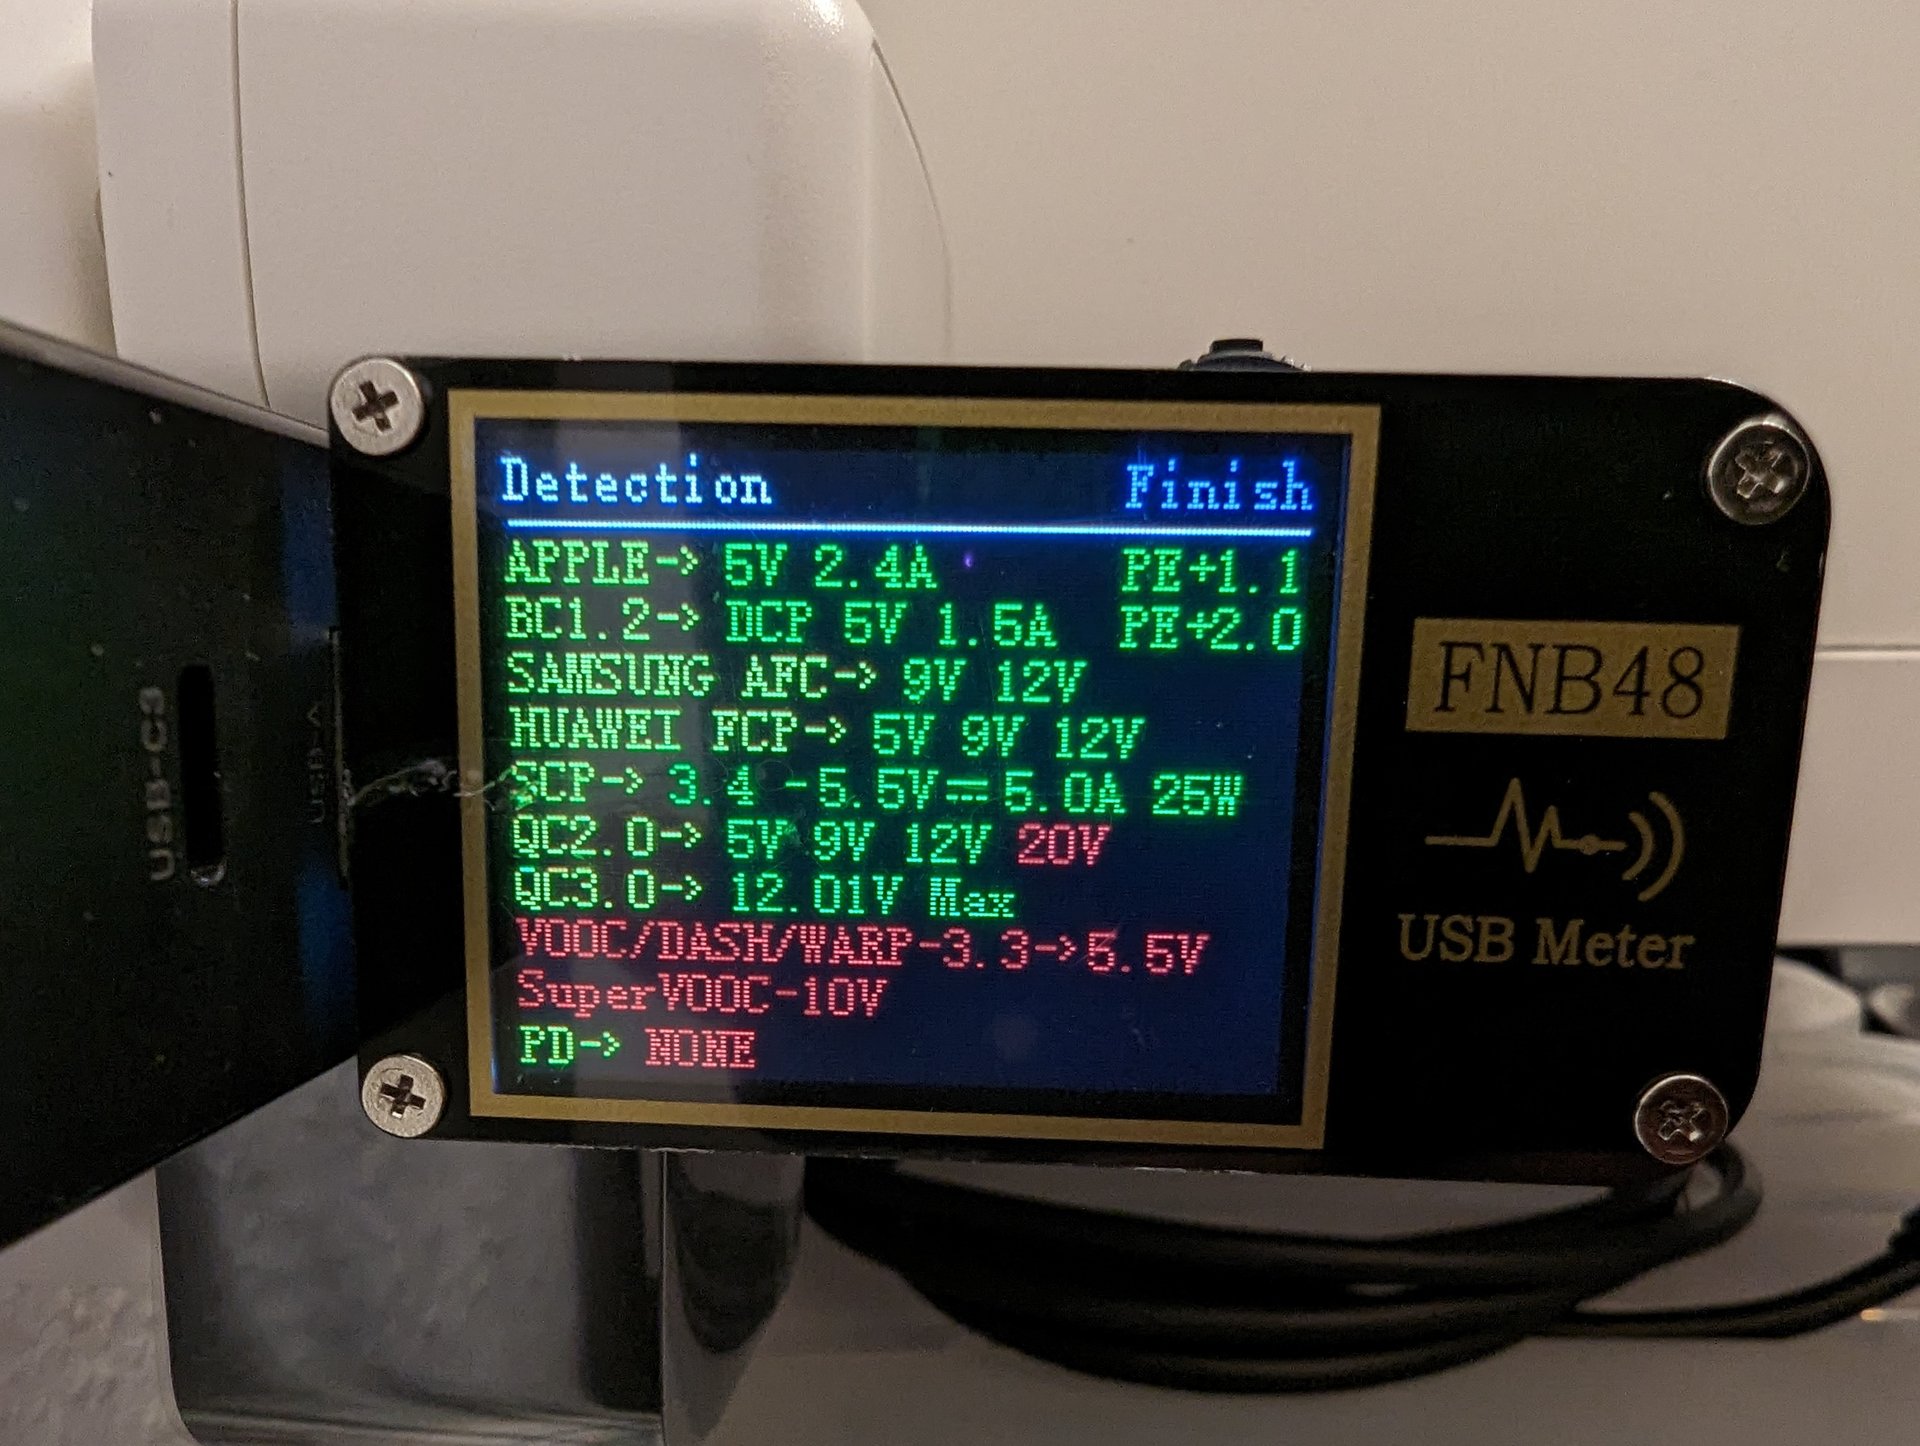 Detection Finish
APPLE-> 5V 2.4A PE+1.1
BC1.2-> DCP 5V 1.5A PE+2.0
SAMSUNG AFC-> 9V 12V
HUAWEI FCP-> 5V 9V 12V
SCP-> 3.4-5.5V⎓5.0A 25W
QC2.0-> 5V 9V 12V 20V
QC3.0-> 12.01V Max
VOOC/DASH/WARP-3.3->5.5V
SuperVOOC-10V
PD-> NONE
FNB48
USB Meter
USB-C3
USB-A